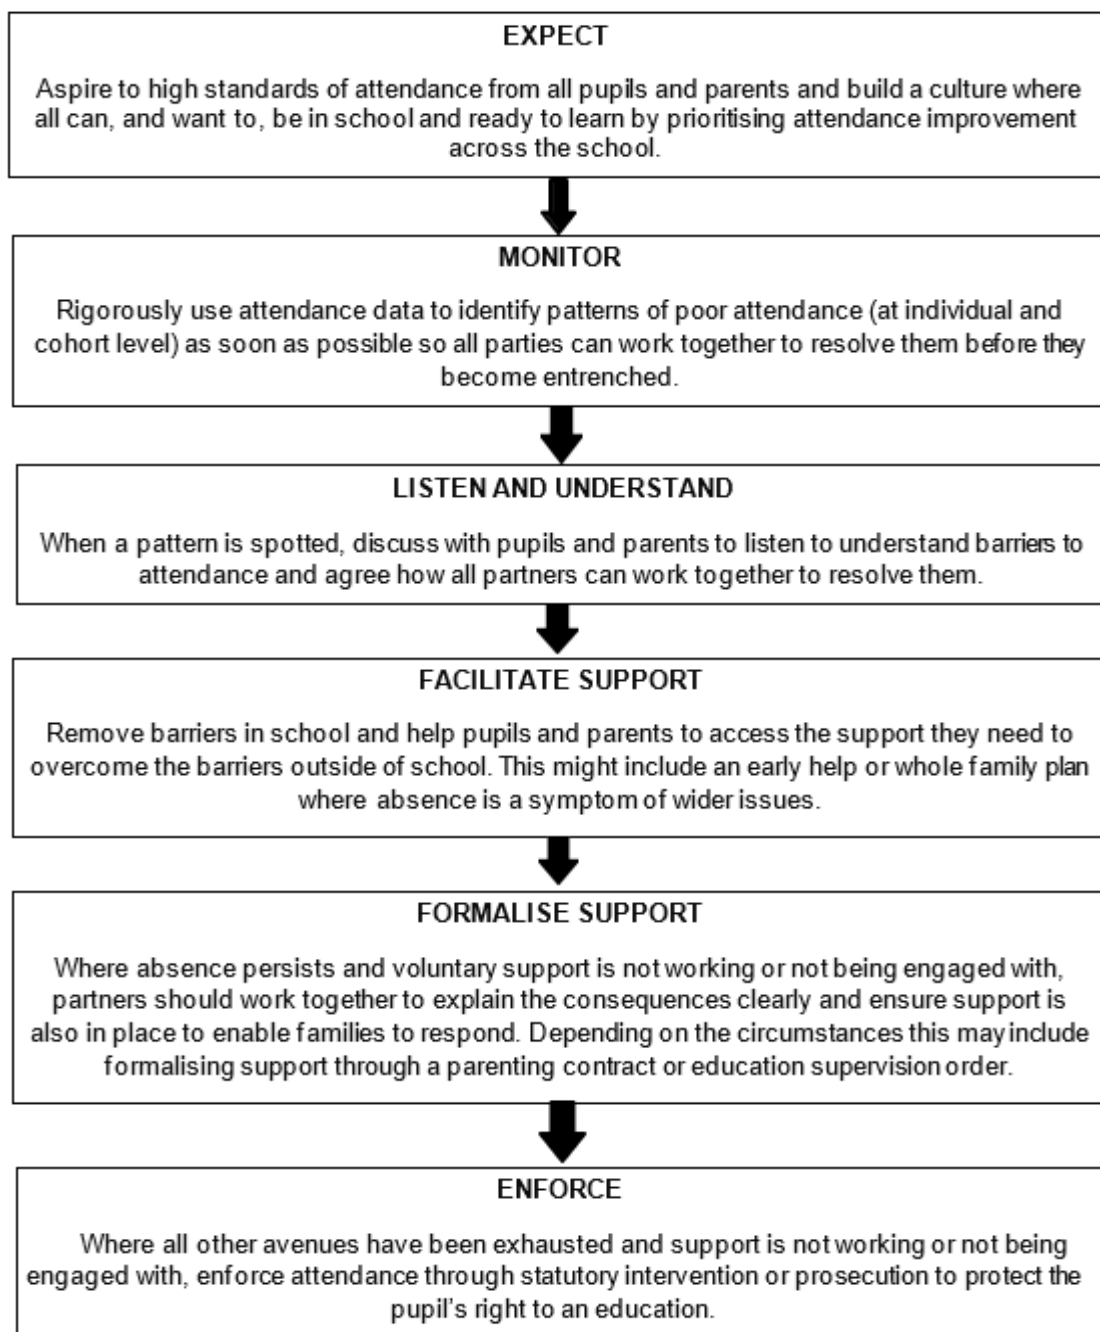 EXPECT
Aspire to high standards of attendance from all pupils and parents and build a culture where
all can, and want to, be in school and ready to learn by prioritising attendance improvement
across the school.
MONITOR
Rigorously use attendance data to identify patterns of poor attendance (at individual and
cohort level) as soon as possible so all parties can work together to resolve them before they
become entrenched.
LISTEN AND UNDERSTAND
When a pattern is spotted, discuss with pupils and parents to listen to understand barriers to
attendance and agree how all partners can work together to resolve them.
FACILITATE SUPPORT
Remove barriers in school and help pupils and parents to access the support they need to
overcome the barriers outside of school. This might include an early help or whole family plan
where absence is a symptom of wider issues.
FORMALISE SUPPORT
Where absence persists and voluntary support is not working or not being engaged with,
partners should work together to explain the consequences clearly and ensure support is
also in place to enable families to respond. Depending on the circumstances this may include
formalising support through a parenting contract or education supervision order.
ENFORCE
Where all other avenues have been exhausted and support is not working or not being
engaged with, enforce attendance through statutory intervention or prosecution to protect the
pupil's right to an education.